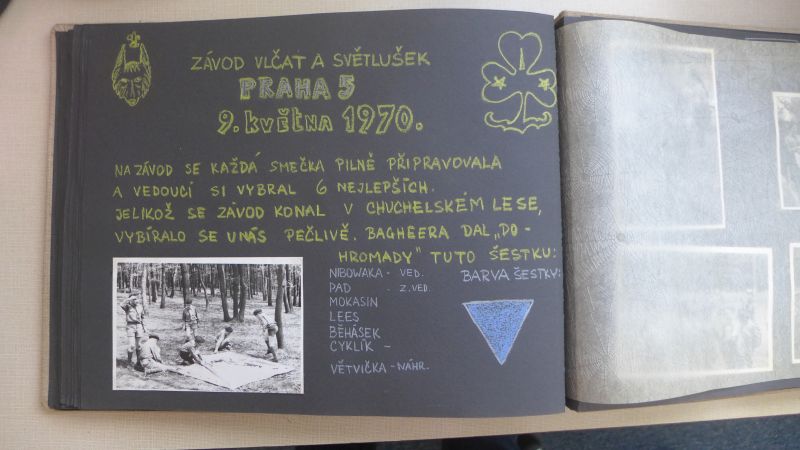 ZÁVOD VLČAT A SVĚTLUŠEK
PRAHA 5
9. KVĚTNA 1970.
NA ZÁVOD SE KAŽDÁ SMEČKA PILNĚ PŘIPRAVOVALA
A VEDOUCÍ SI VYBRAL 6 NEJLEPŠÍCH.
JELIKOŽ SE ZÁVOD KONAL V CHUCHELSKÉM LESE,
VYBÍRALO SE U NÁS PEČLIVĚ. BAGHEERA DAL „DO-
HROMADY" TUTO ŠESTKU:
NIBOWAKA - VED.
PAD - Z.VED.
MOKASIN
LEES
BĚHÁSEK
CYKLÍK -
VĚTVIČKA - NÁHR.
BARVA ŠESTKY: